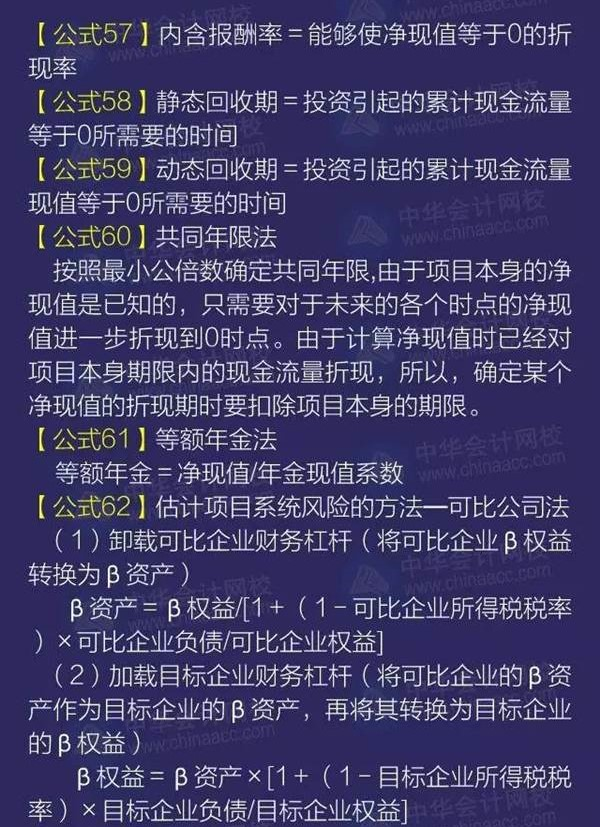 【公式57】内含报酬率＝能够使净现值等于0的折
现率
【公式58】静态回收期＝投资引起的累计现金流量
等于0所需要的时间
【公式59】动态回收期＝投资引起的累计现金流量
现值等于0所需要的时间
【公式60】共同年限法
按照最小公倍数确定共同年限,由于项目本身的净
现值是已知的，只需要对于未来的各个时点的净现
值进一步折现到0时点。由于计算净现值时已经对
项目本身期限内的现金流量折现，所以，确定某个
净现值的折现期时要扣除项目本身的期限。
【公式61】等额年金法
等额年金＝净现值/年金现值系数
【公式62】估计项目系统风险的方法—可比公司法
（1）卸载可比企业财务杠杆（将可比企业β权益
转换为β资产）
β资产＝β权益/[1＋（1－可比企业所得税税率
）×可比企业负债/可比企业权益]
（2）加载目标企业财务杠杆（将可比企业的β资
产作为目标企业的β资产，再将其转换为目标企业
的β权益）
β权益＝β资产×[1＋（1－目标企业所得税税
率）×目标企业负债/目标企业权益]
中华会计网校
www.chinaacc.com